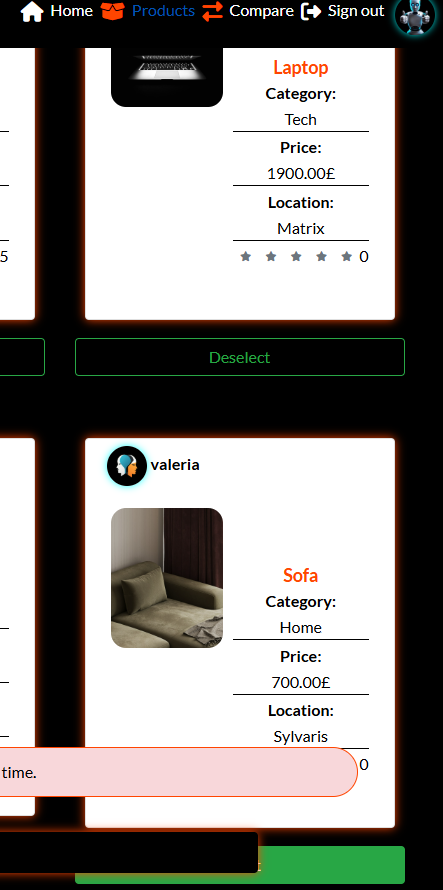 Home Products Compare Sign out
Laptop
Category:
Tech
Price:
1900.00£
Location:
Matrix
5
0
Deselect
valeria
Sofa
Category:
Home
Price:
700.00£
Location:
Sylvaris
0
time.